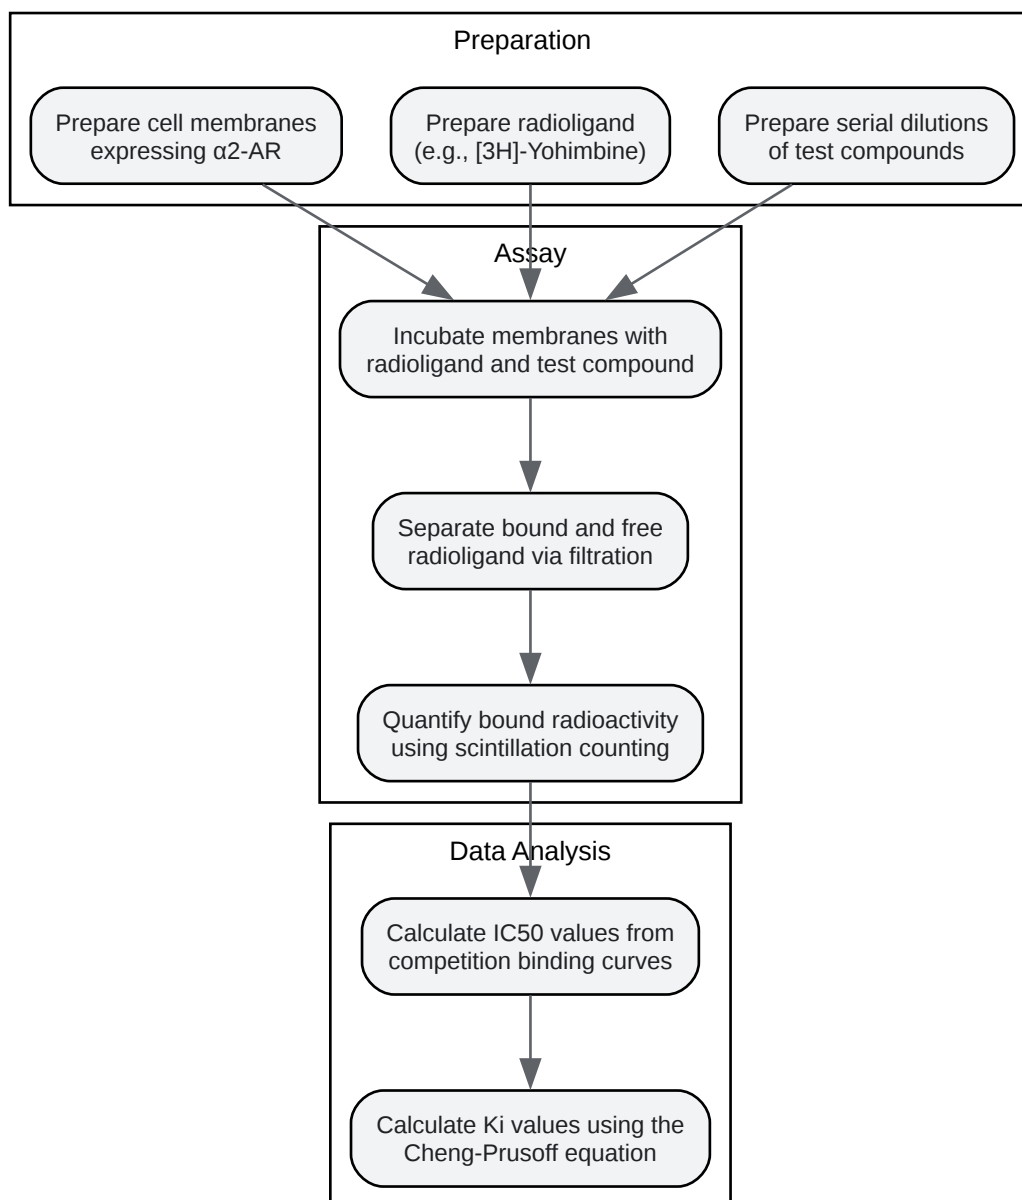 Preparation
Prepare cell membranes
expressing α2-AR
Prepare radioligand
(e.g., [3H]-Yohimbine)
Prepare serial dilutions
of test compounds
Assay
Incubate membranes with
radioligand and test compound
Separate bound and free
radioligand via filtration
Quantify bound radioactivity
using scintillation counting
Data Analysis
Calculate IC50 values from
competition binding curves
Calculate Ki values using the
Cheng-Prusoff equation